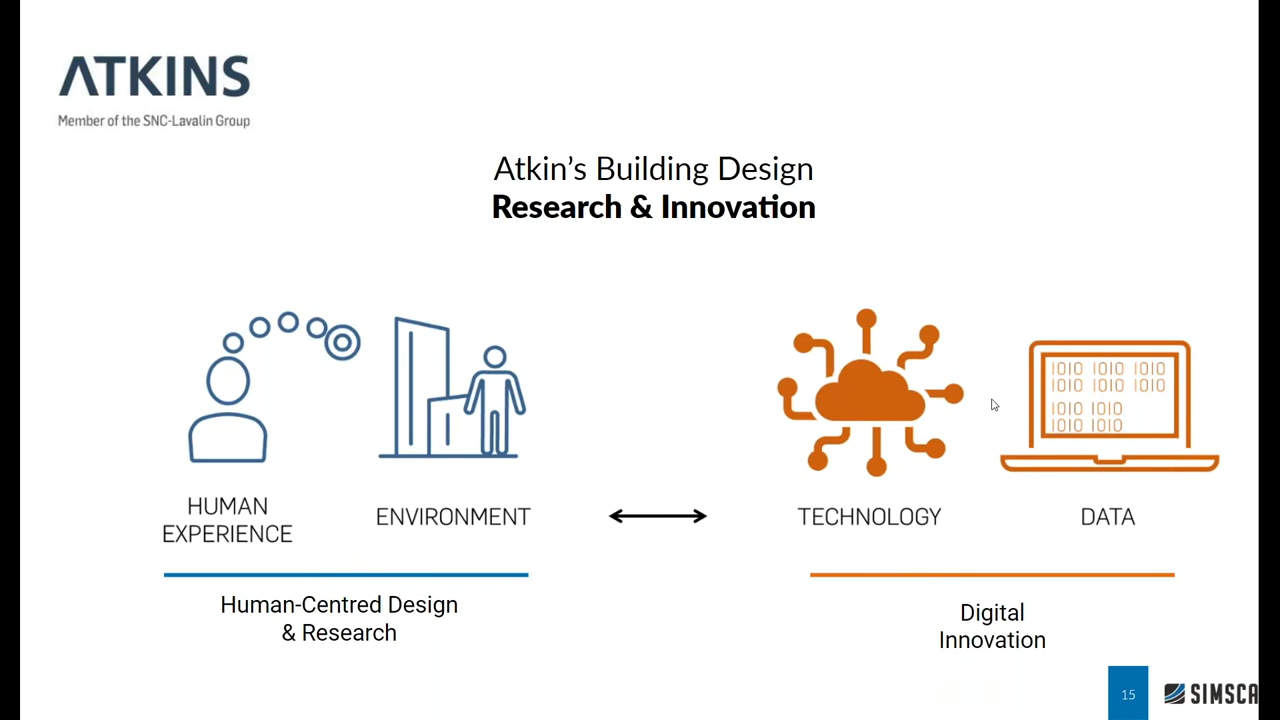 ATKINS
Member of the SNC-Lavalin Group
Atkin's Building Design
Research & Innovation
1010 1010 1010
1010 1010 1010
1010 1010
1010 1010
HUMAN
EXPERIENCE
ENVIRONMENT
TECHNOLOGY
DATA
Human-Centred Design
& Research
Digital
Innovation
15
SIMSCA